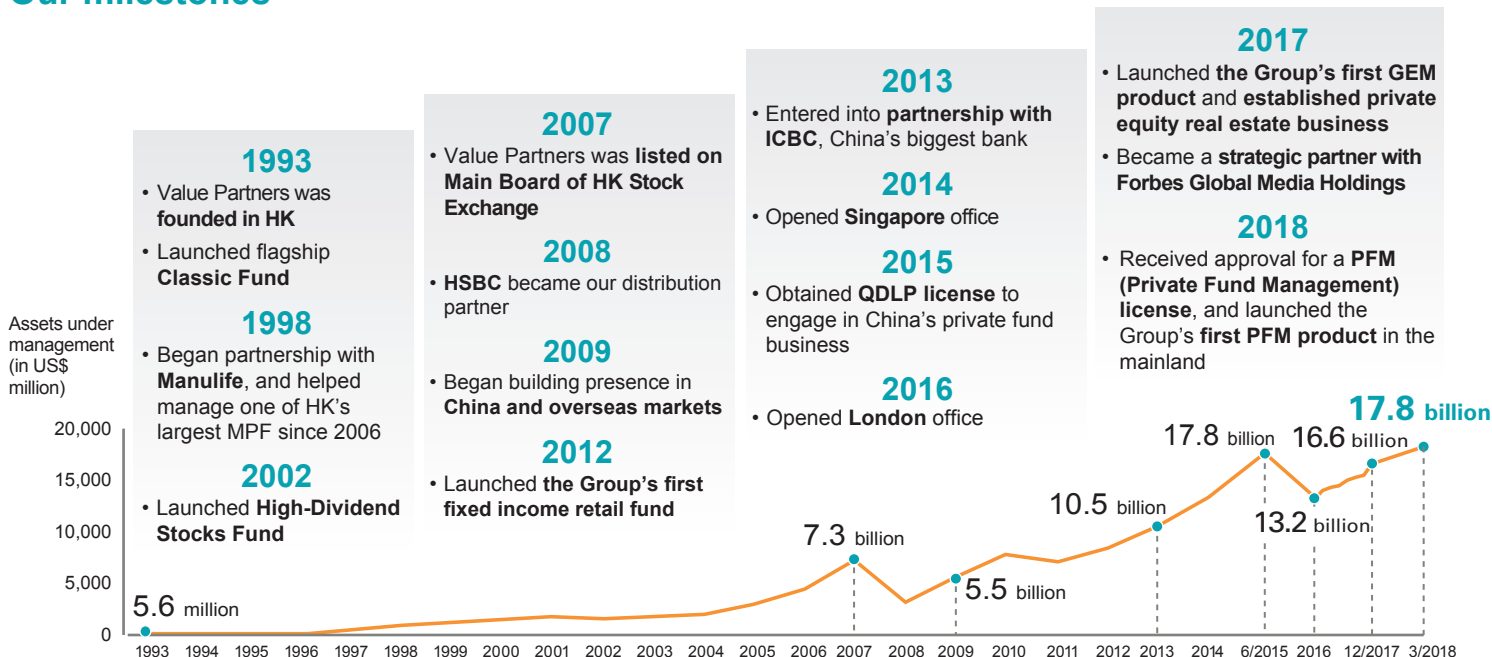 1993
• Value Partners was
founded in HK
• Launched flagship
Classic Fund
1998
• Began partnership with
Manulife, and helped
manage one of HK's
largest MPF since 2006
2002
• Launched High-Dividend
Stocks Fund
2007
• Value Partners was listed on
Main Board of HK Stock
Exchange
2008
• HSBC became our distribution
partner
2009
• Began building presence in
China and overseas markets
2012
• Launched the Group's first
fixed income retail fund
2013
• Entered into partnership with
ICBC, China's biggest bank
2014
• Opened Singapore office
2015
• Obtained QDLP license to
engage in China's private fund
business
2016
• Opened London office
2017
• Launched the Group's first GEM
product and established private
equity real estate business
• Became a strategic partner with
Forbes Global Media Holdings
2018
• Received approval for a PFM
(Private Fund Management)
license, and launched the
Group's first PFM product in the
mainland
Assets under
management
(in US$
million)
20,000
15,000
10,000
5,000
0
5.6 million
7.3 billion
5.5 billion
10.5 billion
17.8 billion
13.2 billion
16.6 billion
17.8 billion
1993 1994 1995 1996 1997 1998 1999 2000 2001 2002 2003 2004 2005 2006 2007 2008 2009 2010 2011 2012 2013 2014 6/2015 2016 12/2017 3/2018